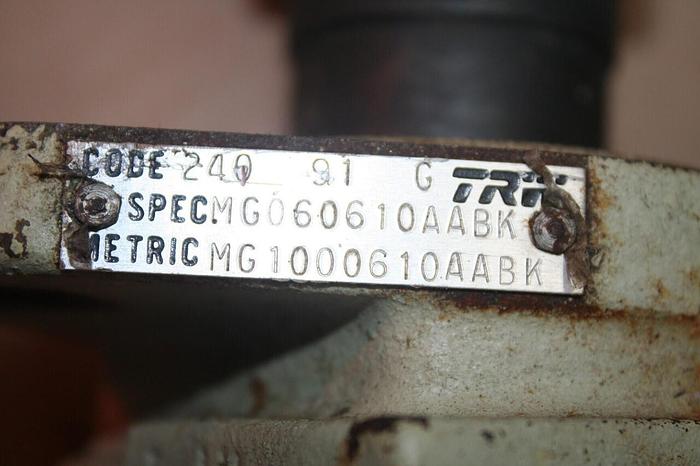 CODE 240 91 G TRW
SPEC. MG060610AABK
METRIC MG1000610AABK